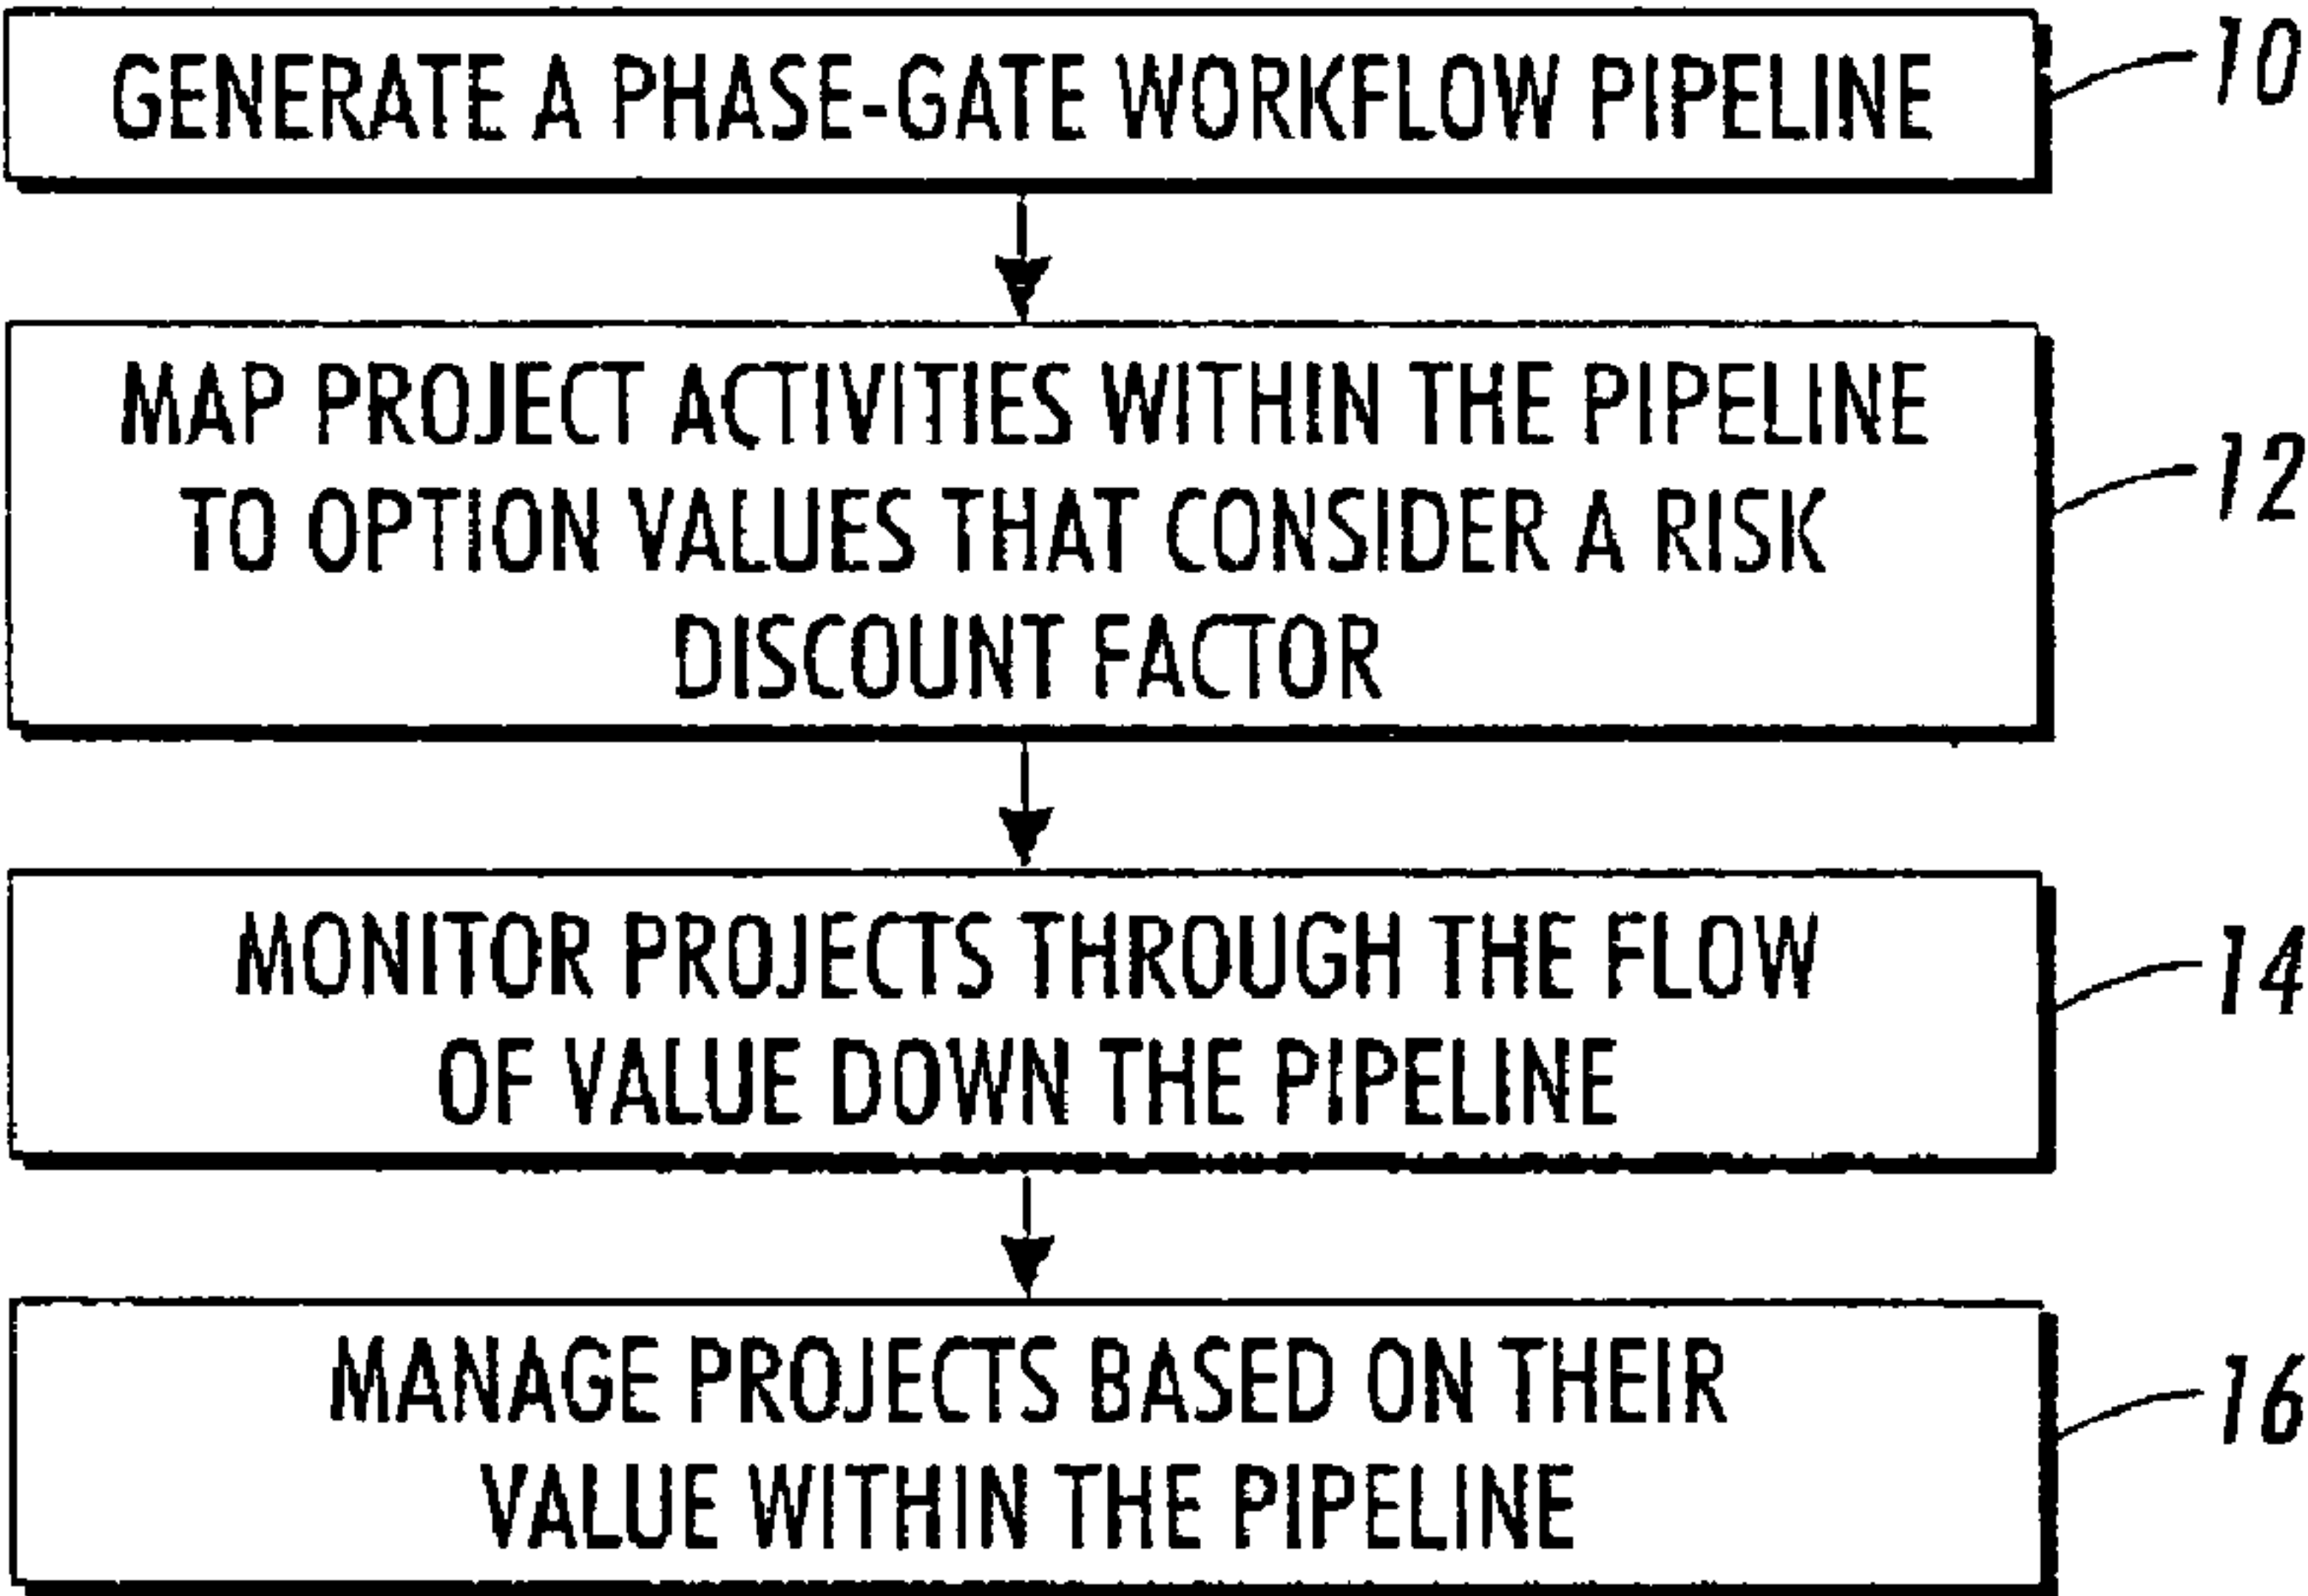 GENERATE A PHASE-GATE WORKFLOW PIPELINE
10
MAP PROJECT ACTIVITIES WITHIN THE PIPELINE
TO OPTION VALUES THAT CONSIDER A RISK
DISCOUNT FACTOR
12
MONITOR PROJECTS THROUGH THE FLOW
OF VALUE DOWN THE PIPELINE
14
MANAGE PROJECTS BASED ON THEIR
VALUE WITHIN THE PIPELINE
16